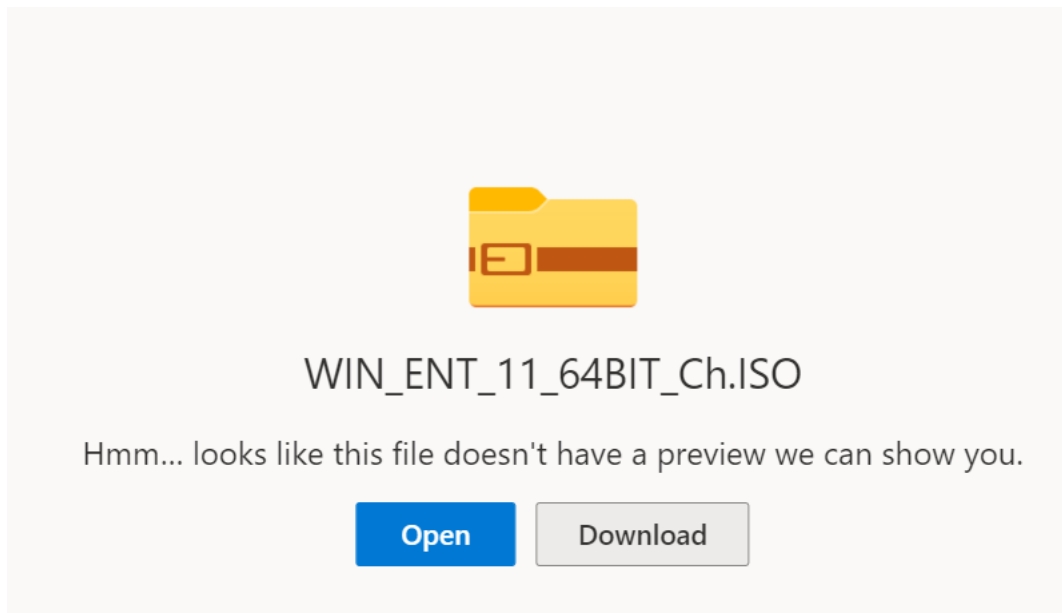 WIN_ENT_11_64BIT_Ch.ISO
Hmm... looks like this file doesn't have a preview we can show you.
Open
Download